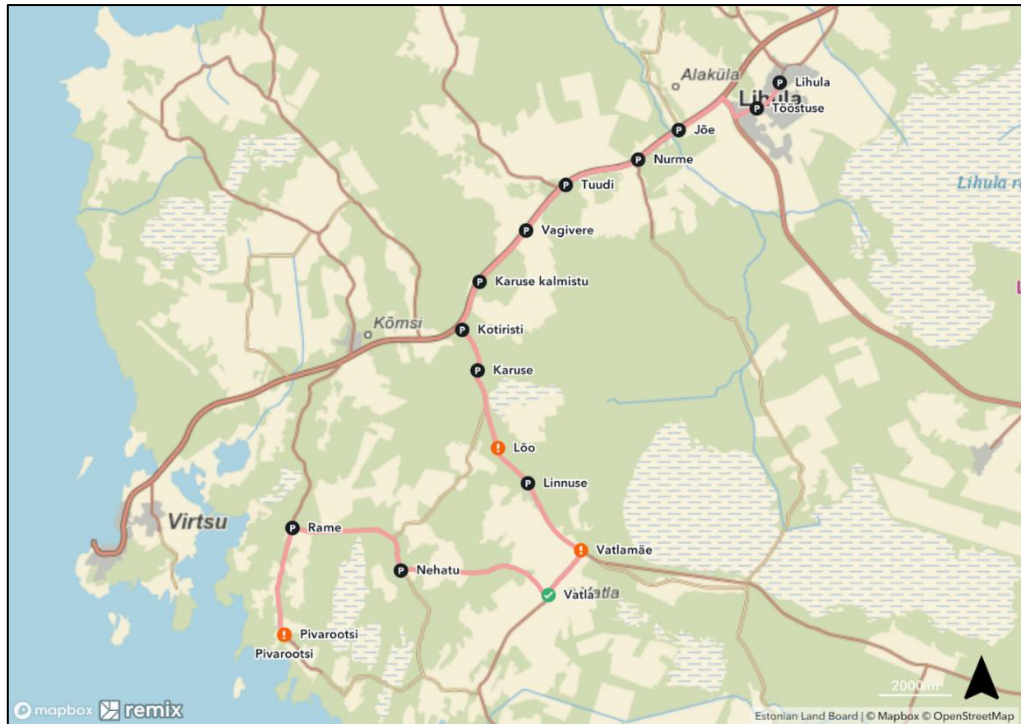 Alaküla
Lihula
Lihula
Tööstuse
Jõe
Nurme
Tuudi
Lihula r
Vagivere
Karuse kalmistu
L
Kõmsi
Kotiristi
Karuse
Lõo
Linnuse
Virtsu
Rame
Vatlamäe
Nehatu
Vatla
Pivarootsi
Pivarootsi
2000 m
mapbox remix
Estonian Land Board | © Mapbox © OpenStreetMap